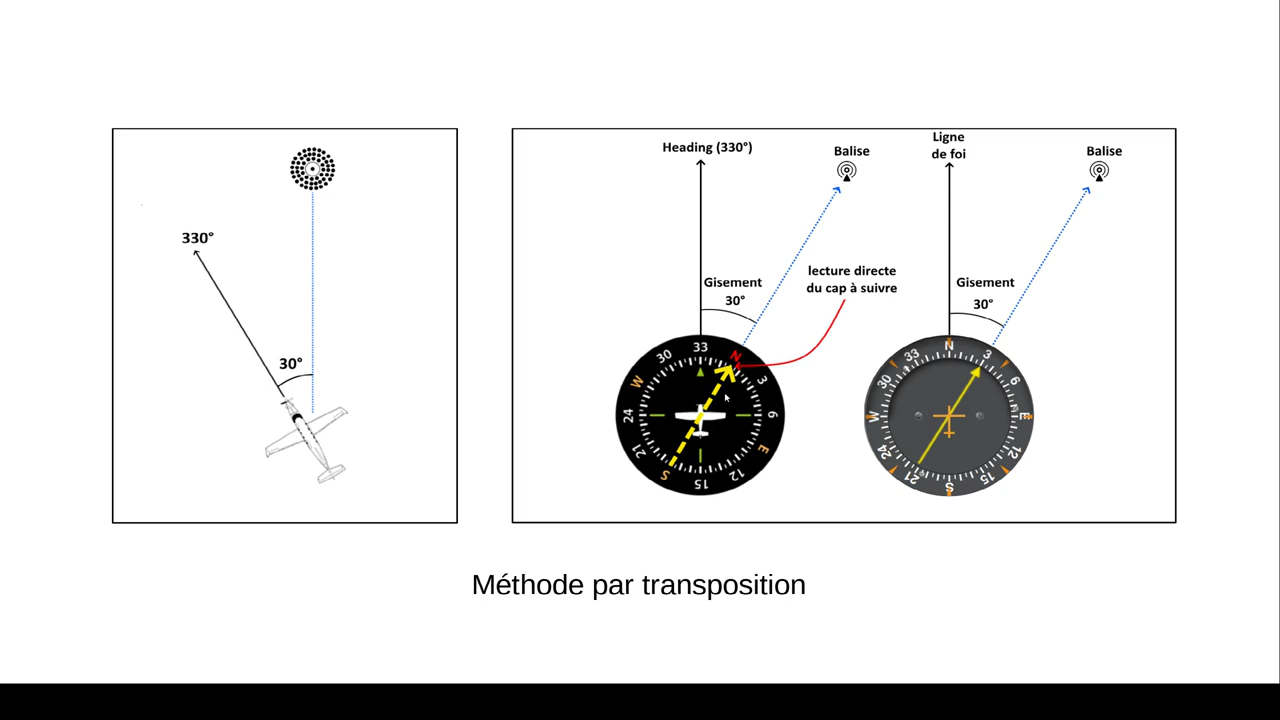 330°
30°
Heading (330°)
Balise
Gisement
30°
lecture directe
du cap à suivre
33
N
3
6
E
12
15
S
21
24
W
30
Ligne
de foi
Balise
Gisement
30°
N
3
6
E
12
15
S
21
24
W
30
33
Méthode par transposition